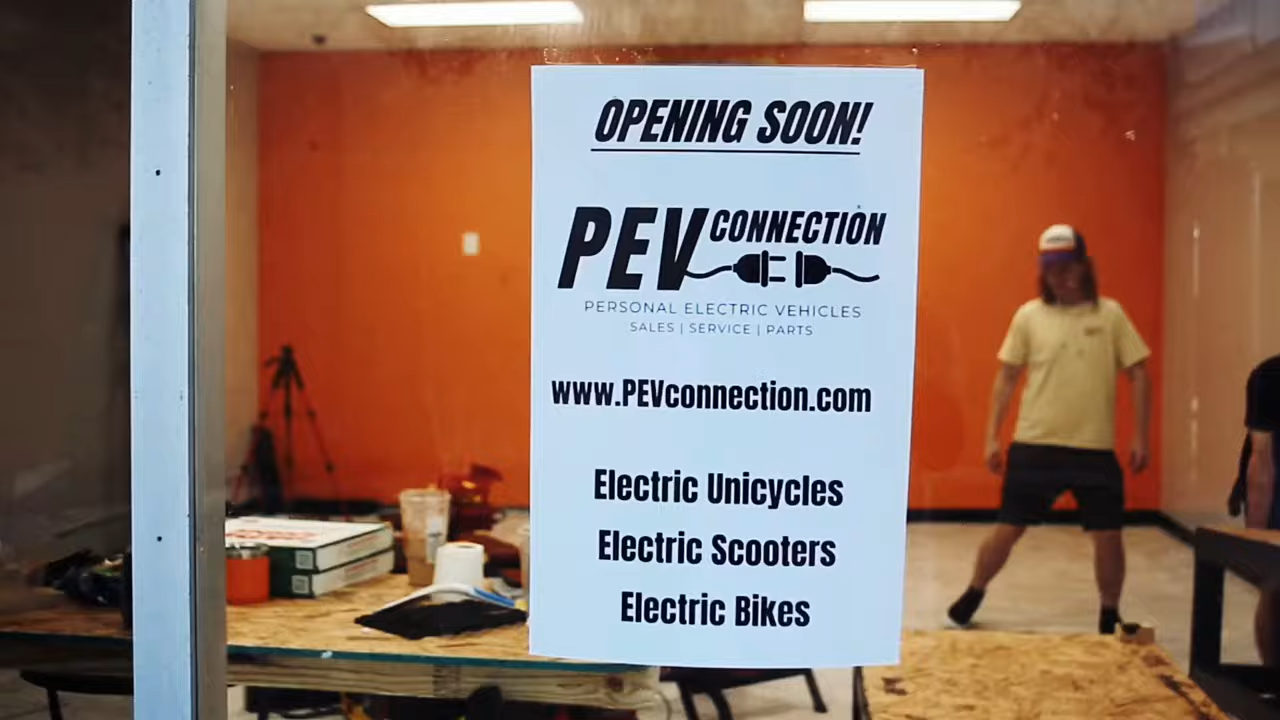 OPENING SOON!
PEV CONNECTION
PERSONAL ELECTRIC VEHICLES
SALES | SERVICE | PARTS
www.PEVconnection.com
Electric Unicycles
Electric Scooters
Electric Bikes